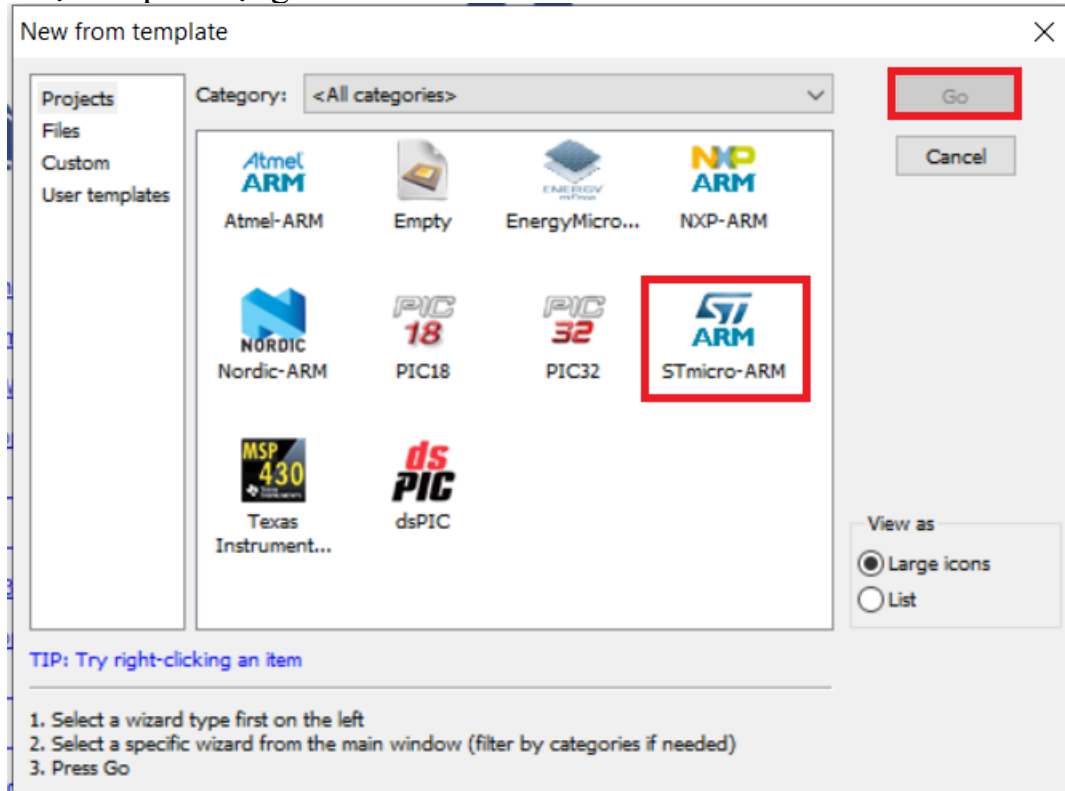 New from template
Projects
Files
Custom
User templates
Category: <All categories>
Go
Cancel
Atmel
ARM
Atmel-ARM
Empty
ENERGY
EnergyMicro...
NXP
ARM
NXP-ARM
NORDIC
Nordic-ARM
PIC
18
PIC18
PIC
32
PIC32
ST
ARM
STmicro-ARM
MSP
430
Texas
Instrument...
ds
PIC
dsPIC
View as
Large icons
List
TIP: Try right-clicking an item
1. Select a wizard type first on the left
2. Select a specific wizard from the main window (filter by categories if needed)
3. Press Go